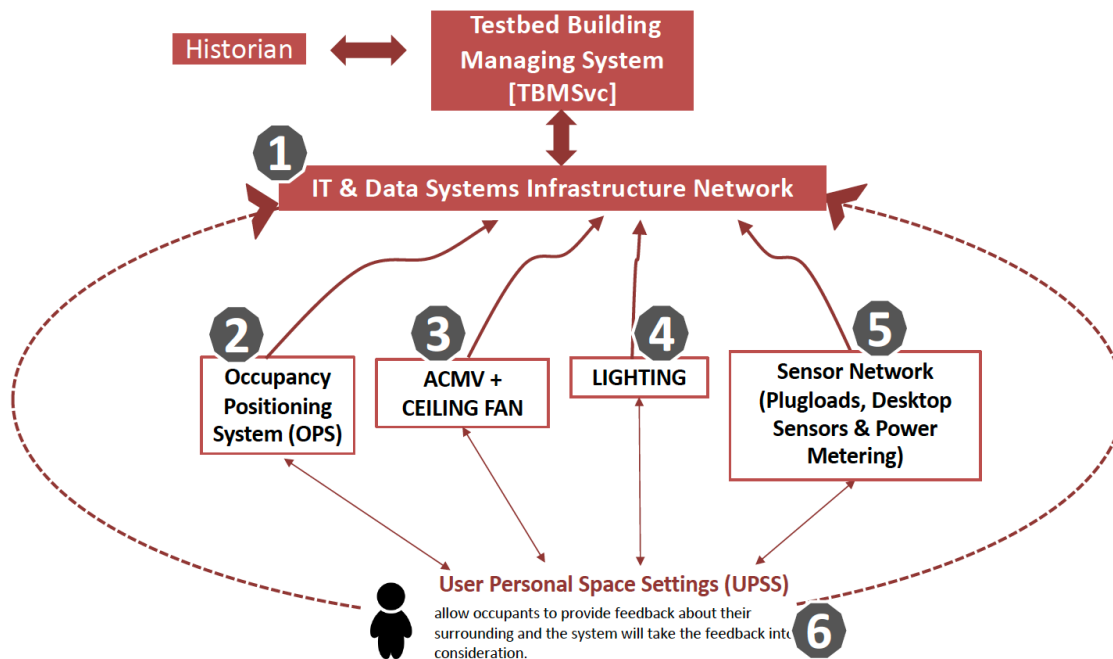 Testbed Building
Managing System
[TBMSvc]
Historian
1
IT & Data Systems Infrastructure Network
2
Occupancy
Positioning
System (OPS)
3
ACMV +
CEILING FAN
4
LIGHTING
5
Sensor Network
(Plugloads, Desktop
Sensors & Power
Metering)
User Personal Space Settings (UPSS)
allow occupants to provide feedback about their
surrounding and the system will take the feedback int
consideration.
6